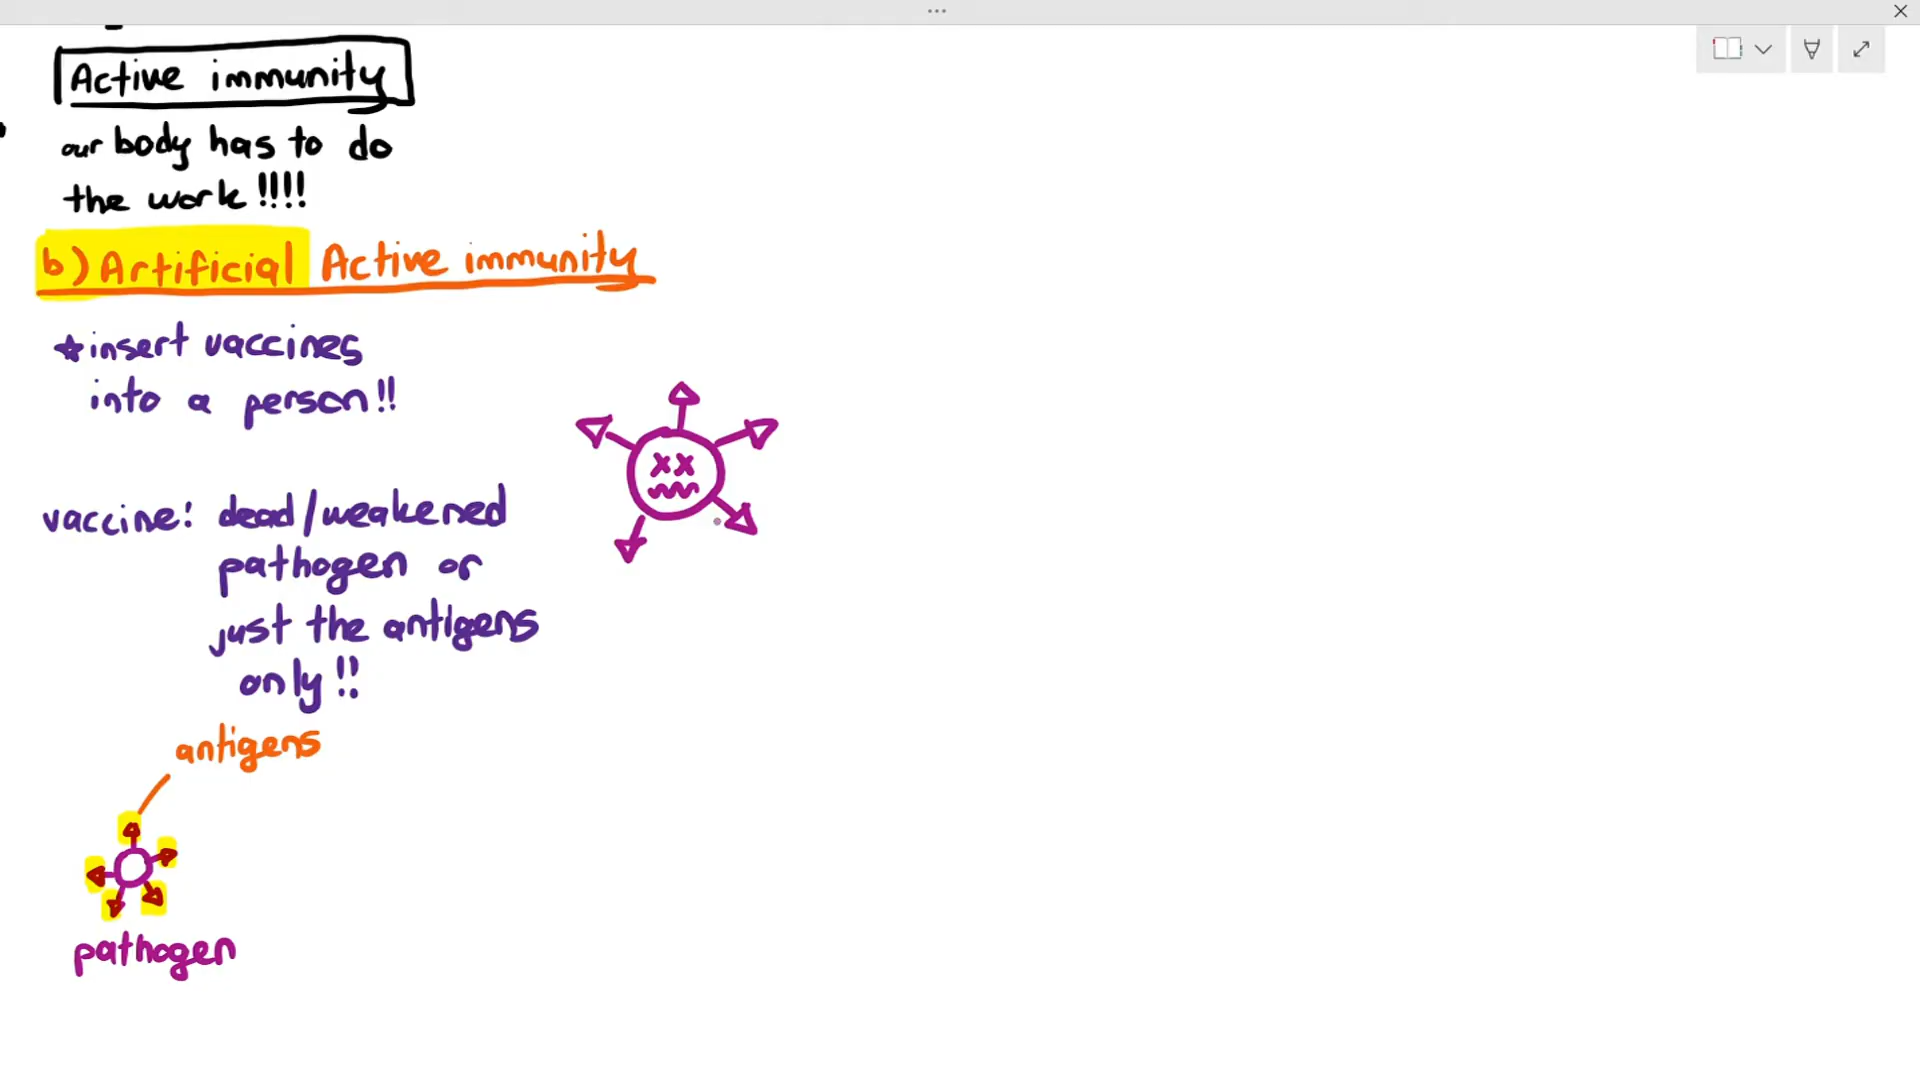 Active immunity
our body has to do
the work!!!!
b) Artificial Active immunity
★insert vaccines
into a person!!
vaccine: dead/weakened
pathogen or
just the antigens
only!!
antigens
pathogen